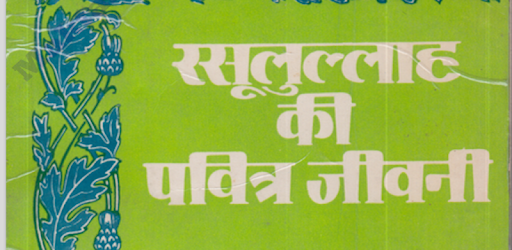 रसूलुल्लाह
की
पवित्र जीवनी